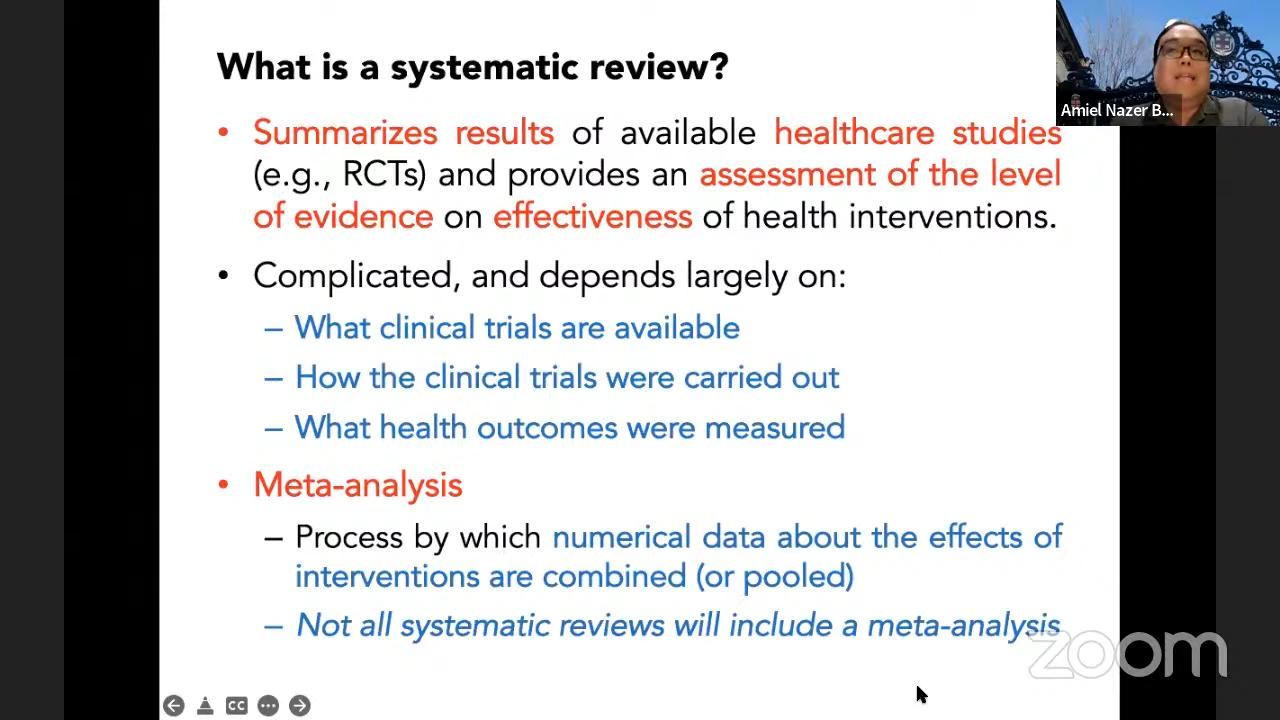 What is a systematic review?
• Summarizes results of available healthcare studies
(e.g., RCTs) and provides an assessment of the level
of evidence on effectiveness of health interventions.
• Complicated, and depends largely on:
– What clinical trials are available
– How the clinical trials were carried out
– What health outcomes were measured
• Meta-analysis
– Process by which numerical data about the effects of
interventions are combined (or pooled)
– Not all systematic reviews will include a meta-analysis
Amiel Nazer B...
zoom
CC